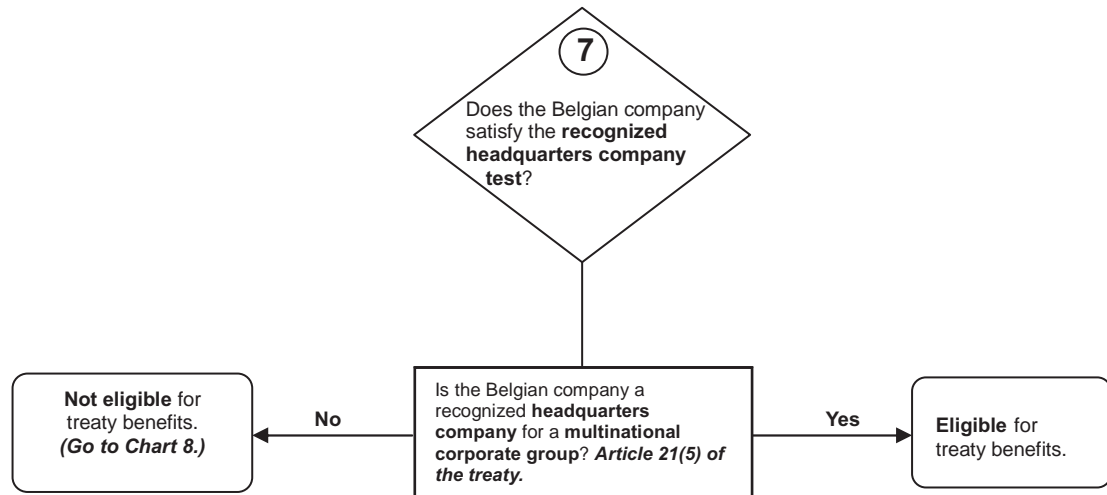 7
Does the Belgian company
satisfy the recognized
headquarters company
test?
Is the Belgian company a
recognized headquarters
company for a multinational
corporate group? Article 21(5) of
the treaty.
No
Not eligible for
treaty benefits.
(Go to Chart 8.)
Yes
Eligible for
treaty benefits.